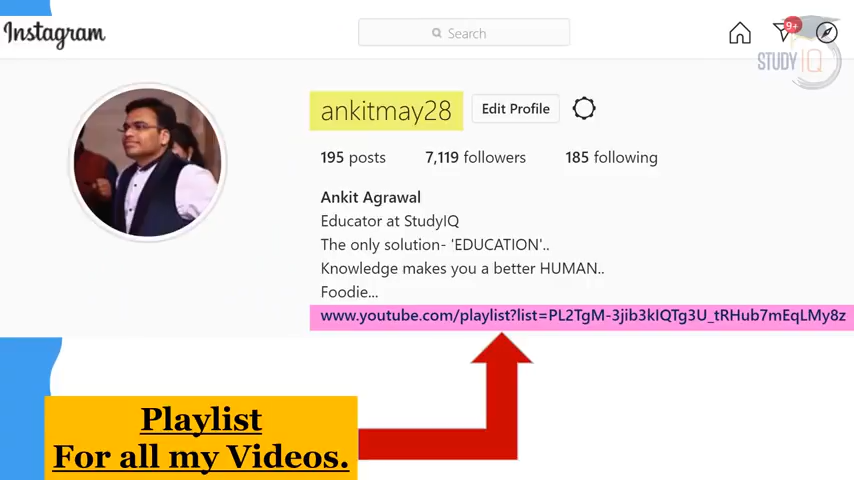 Instagram
Search
9+
STUDY IQ
ankitmay28 Edit Profile
195 posts 7,119 followers 185 following
Ankit Agrawal
Educator at StudyIQ
The only solution- 'EDUCATION'..
Knowledge makes you a better HUMAN..
Foodie...
www.youtube.com/playlist?list=PL2TgM-3jib3kIQTg3U_tRHub7mEqLMy8z
Playlist
For all my Videos.